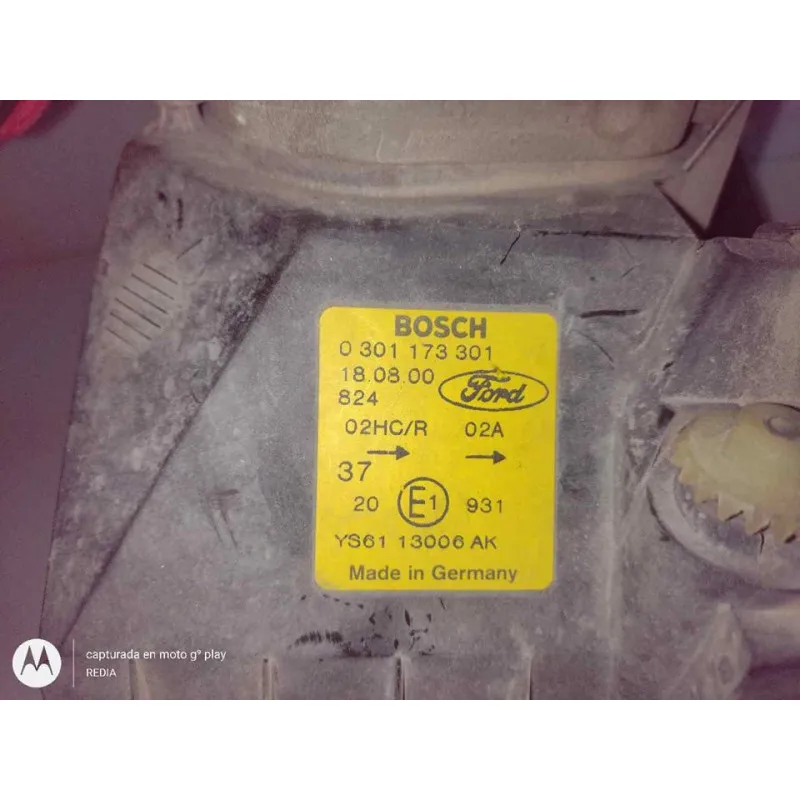 BOSCH
0 301 173 301
18.08.00
Ford
824
02HC/R 02A
37
20 E1 931
YS61 13006 AK
Made in Germany
capturada en moto g⁹ play
REDIA